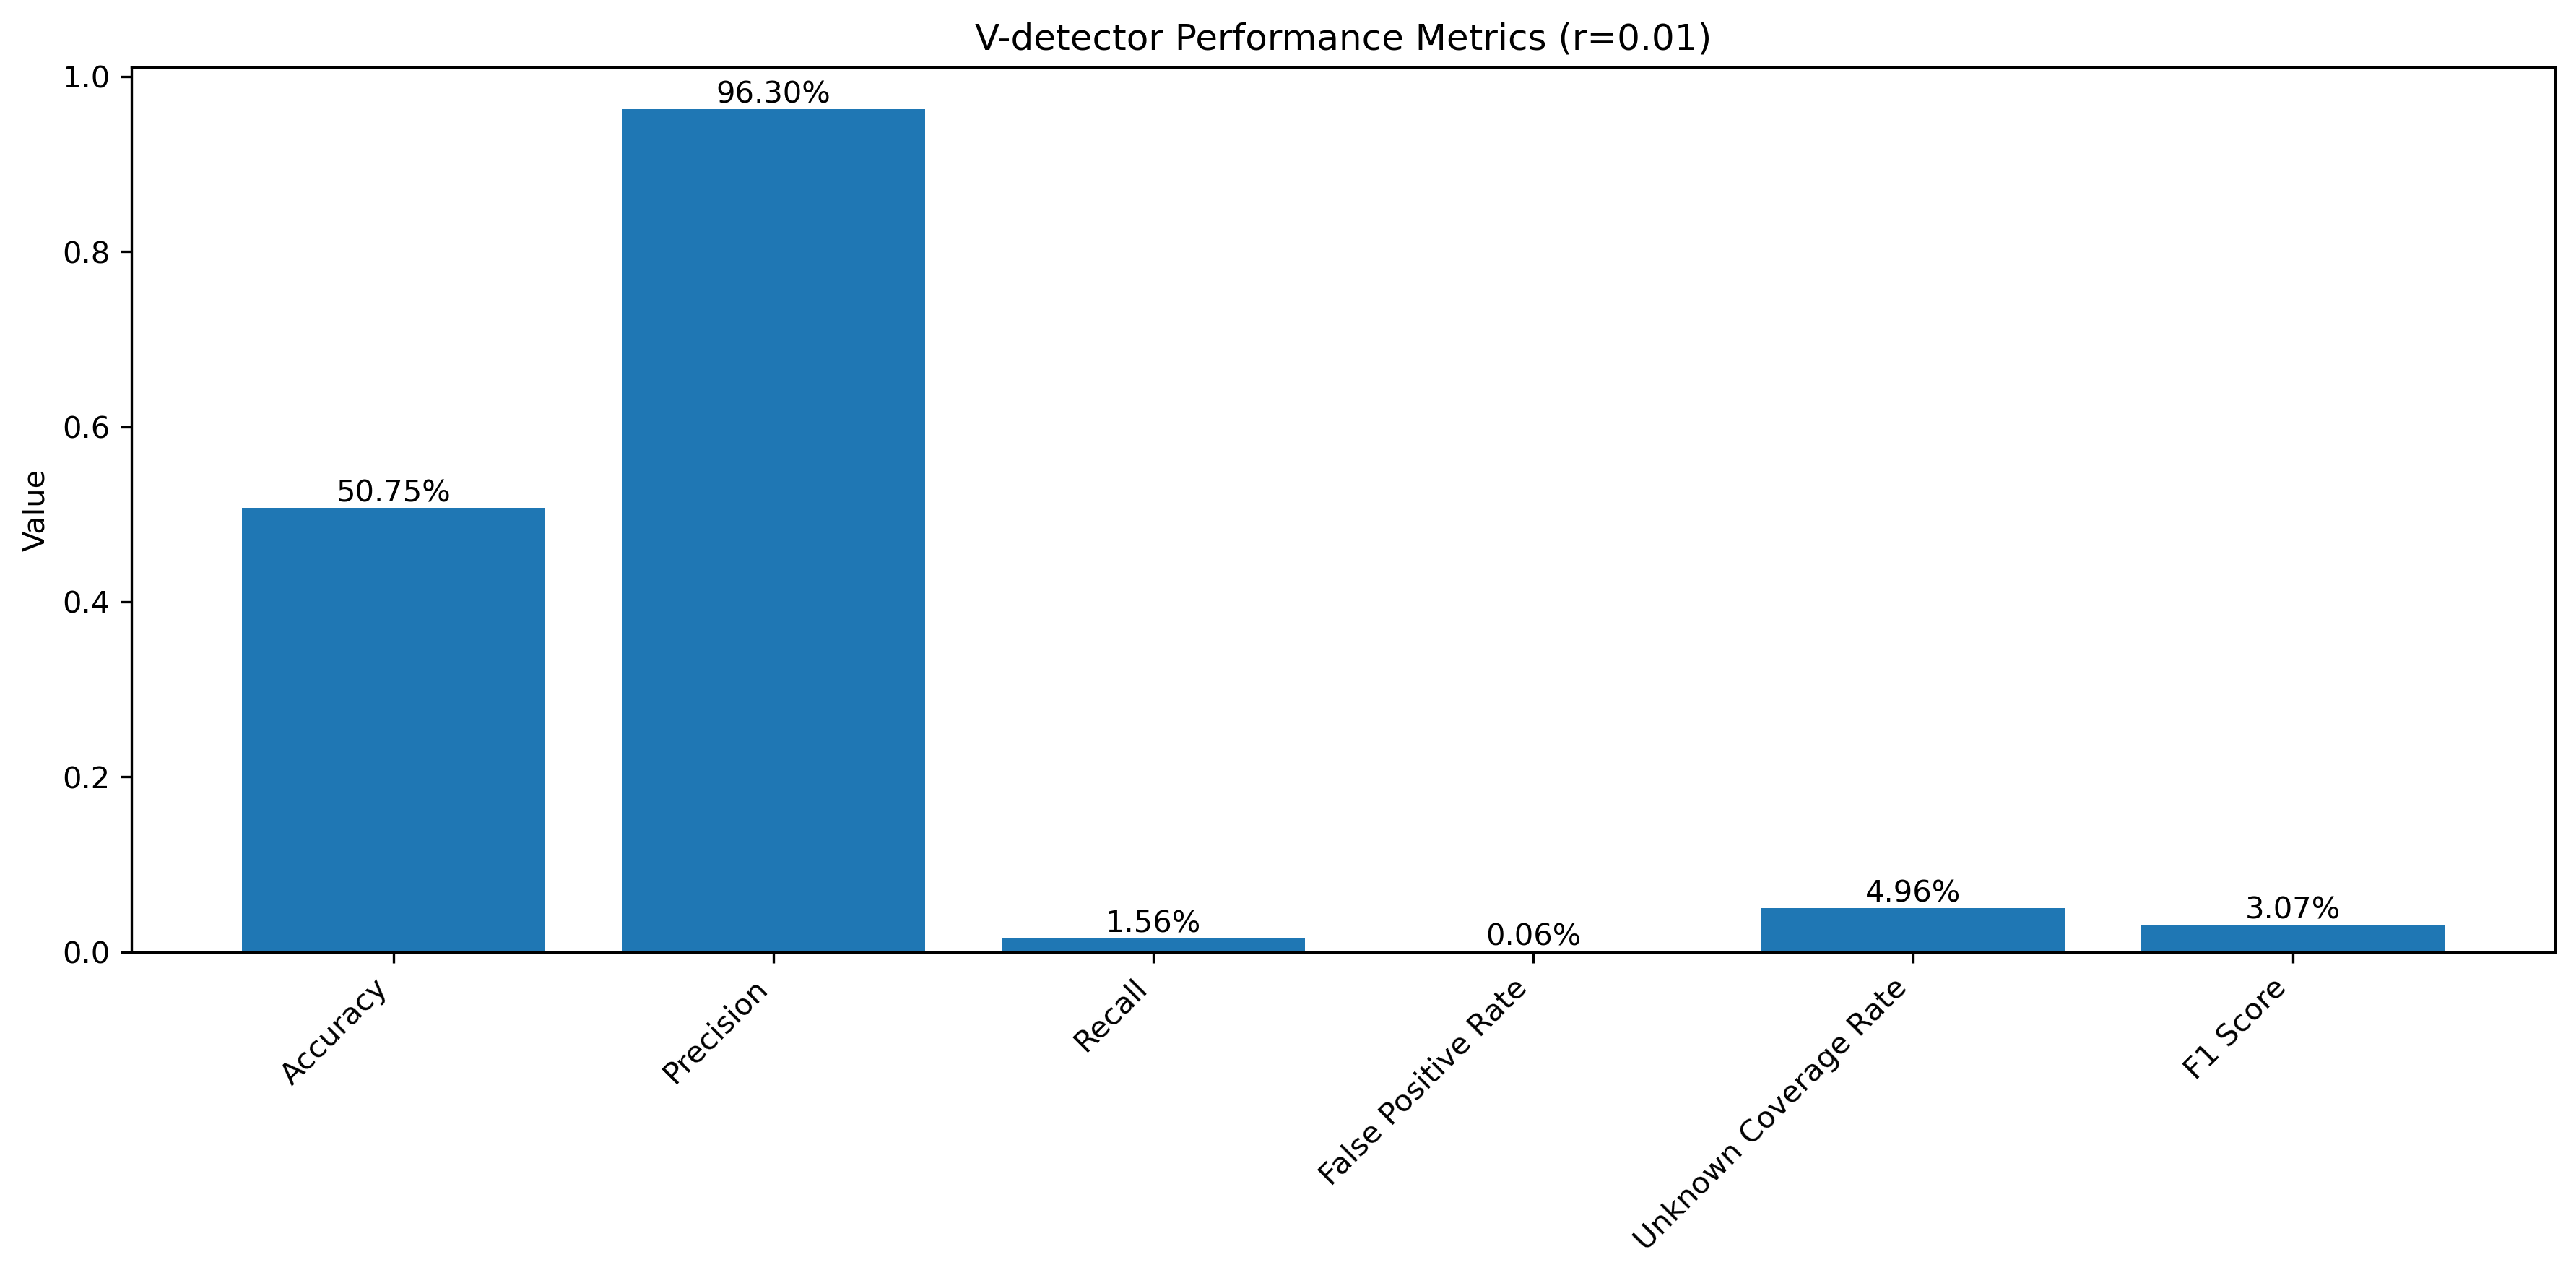 V-detector Performance Metrics (r=0.01)
1.0
0.8
0.6
0.4
0.2
0.0
Value
50.75%
96.30%
1.56%
0.06%
4.96%
3.07%
Accuracy
Precision
Recall
False Positive Rate
Unknown Coverage Rate
F1 Score